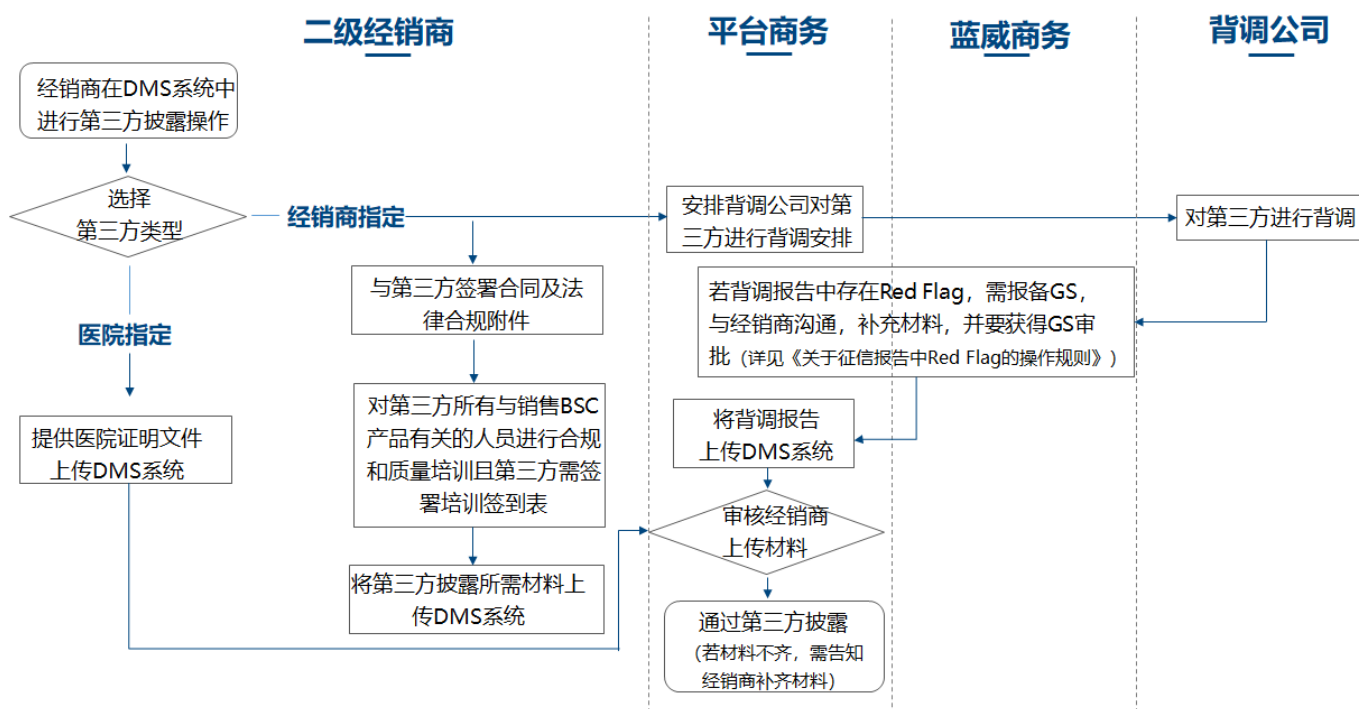 二级经销商
平台商务
蓝威商务
背调公司
经销商在DMS系统中
进行第三方披露操作
选择
第三方类型
经销商指定
医院指定
提供医院证明文件
上传DMS系统
与第三方签署合同及法
律合规附件
对第三方所有与销售BSC
产品有关的人员进行合规
和质量培训且第三方需签
署培训签到表
将第三方披露所需材料上
传DMS系统
安排背调公司对第
三方进行背调安排
对第三方进行背调
若背调报告中存在Red Flag，需报备GS，
与经销商沟通，补充材料，并要获得GS审
批（详见《关于征信报告中Red Flag的操作规则》）
将背调报告
上传DMS系统
审核经销商
上传材料
通过第三方披露
（若材料不齐，需告知
经销商补齐材料）